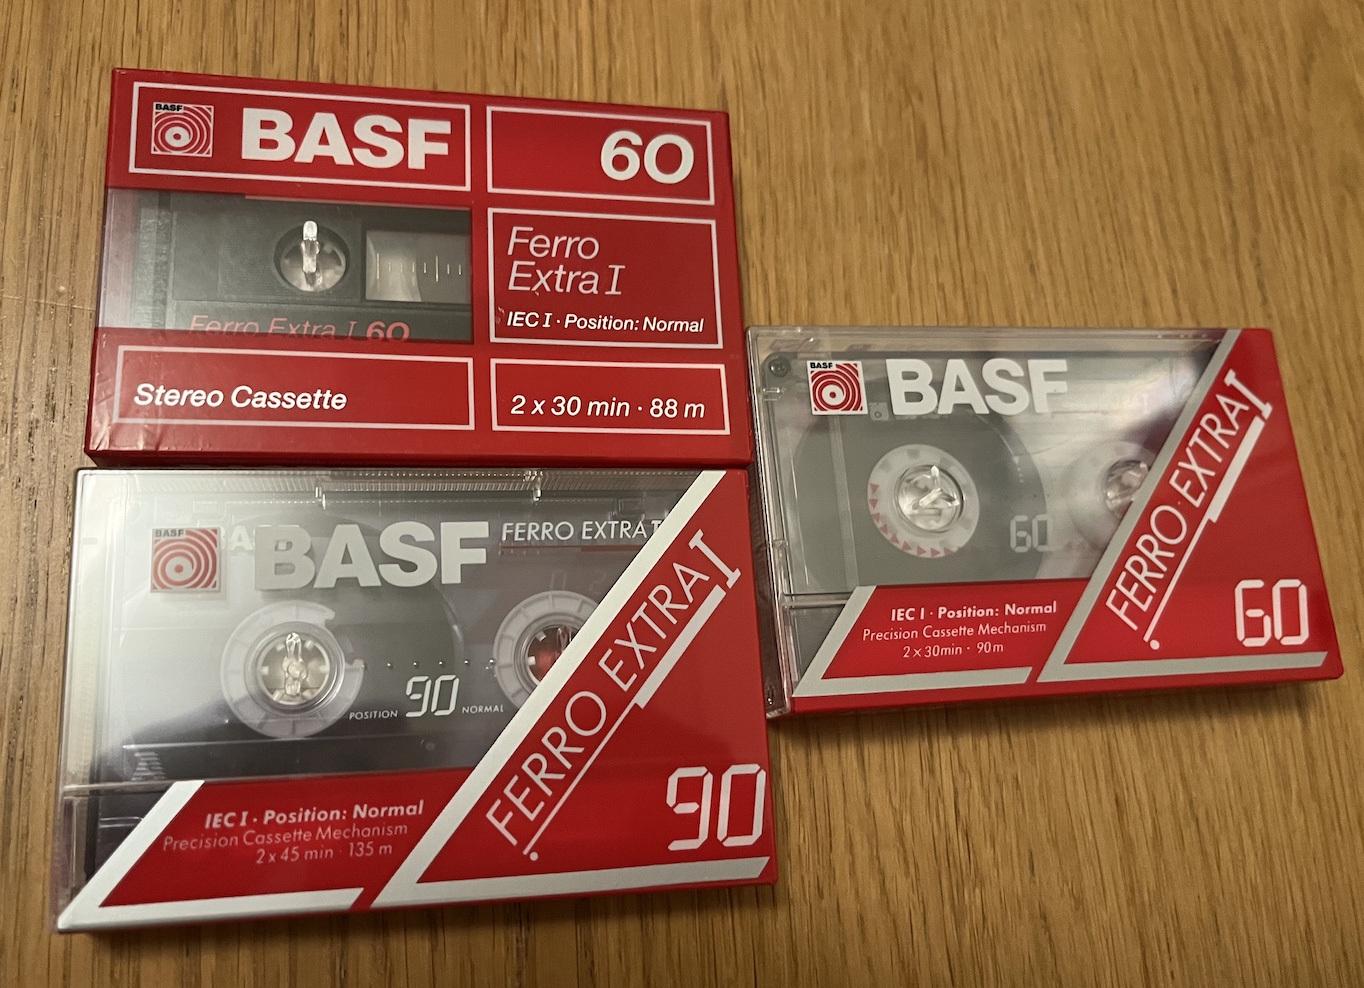 BASF
BASF
60
Ferro
Extra I
IEC I · Position: Normal
Ferro Extra I 60
Stereo Cassette
2 x 30 min · 88 m
BASF
BASF
FERRO EXTRA I
POSITION 90 NORMAL
FERRO EXTRA I
IEC I · Position: Normal
Precision Cassette Mechanism
2 x 45 min · 135 m
90
BASF
BASF
60
FERRO EXTRA I
IEC I · Position: Normal
Precision Cassette Mechanism
2 x 30min · 90m
60